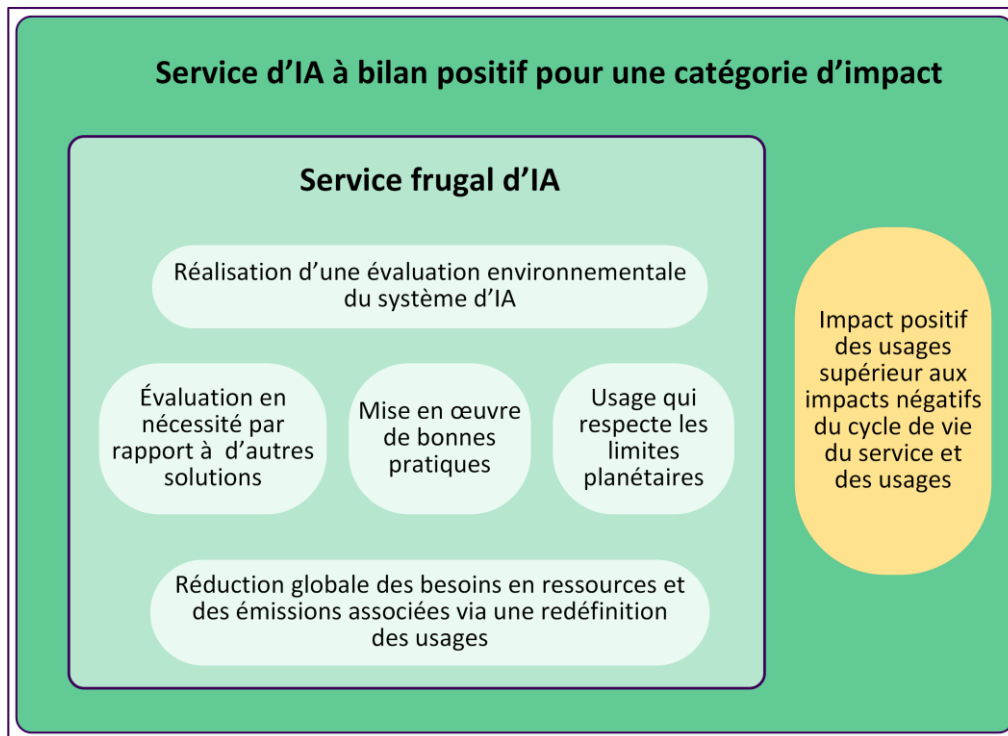 Service d’IA à bilan positif pour une catégorie d’impact
Service frugal d’IA
Réalisation d’une évaluation environnementale
du système d’IA
Évaluation en
nécessité par
rapport à d’autres
solutions
Mise en œuvre
de bonnes
pratiques
Usage qui
respecte les
limites
planétaires
Réduction globale des besoins en ressources et
des émissions associées via une redéfinition
des usages
Impact positif
des usages
supérieur aux
impacts négatifs
du cycle de vie
du service et
des usages